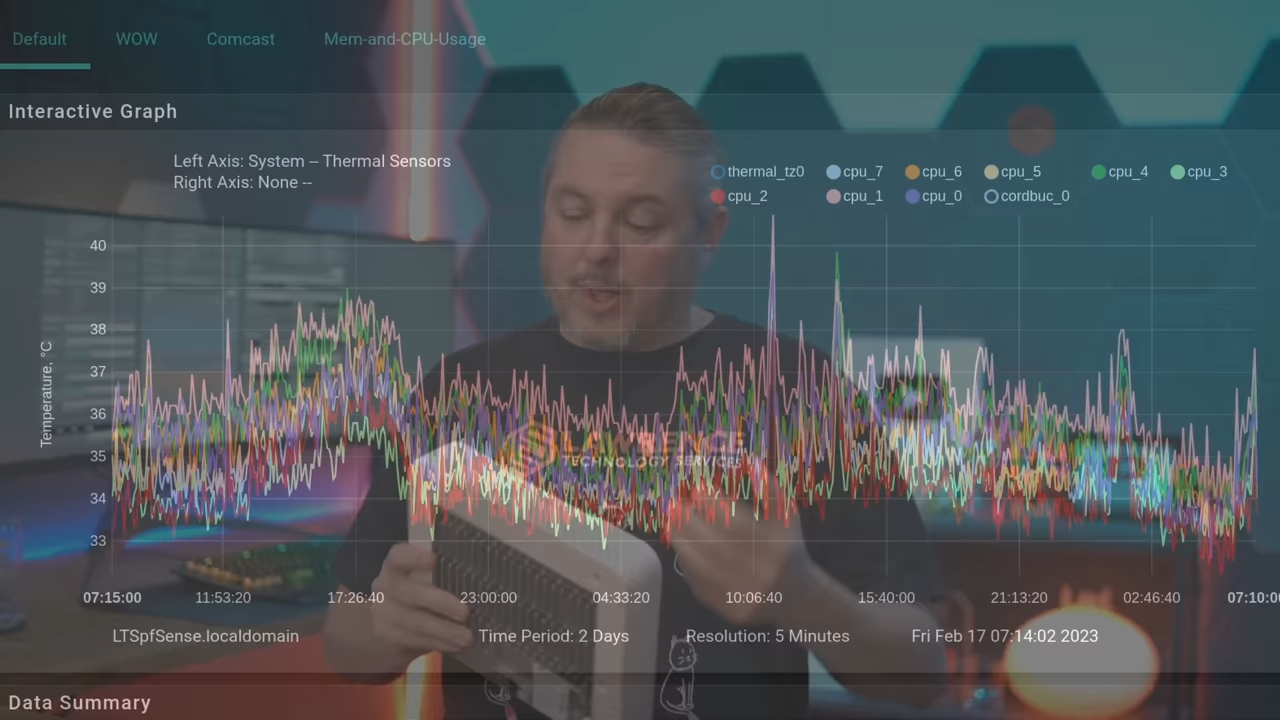 Default WOW Comcast Mem-and-CPU-Usage
Interactive Graph
Left Axis: System -- Thermal Sensors
Right Axis: None --
thermal_tz0 cpu_7 cpu_6 cpu_5 cpu_4 cpu_3
cpu_2 cpu_1 cpu_0 cordbuc_0
Temperature, °C
40
39
38
37
36
35
34
33
LAWRENCE
TECHNOLOGY SERVICES
07:15:00 11:53:20 17:26:40 23:00:00 04:33:20 10:06:40 15:40:00 21:13:20 02:46:40 07:10:00
LTSpfSense.localdomain Time Period: 2 Days Resolution: 5 Minutes Fri Feb 17 07:14:02 2023
Data Summary